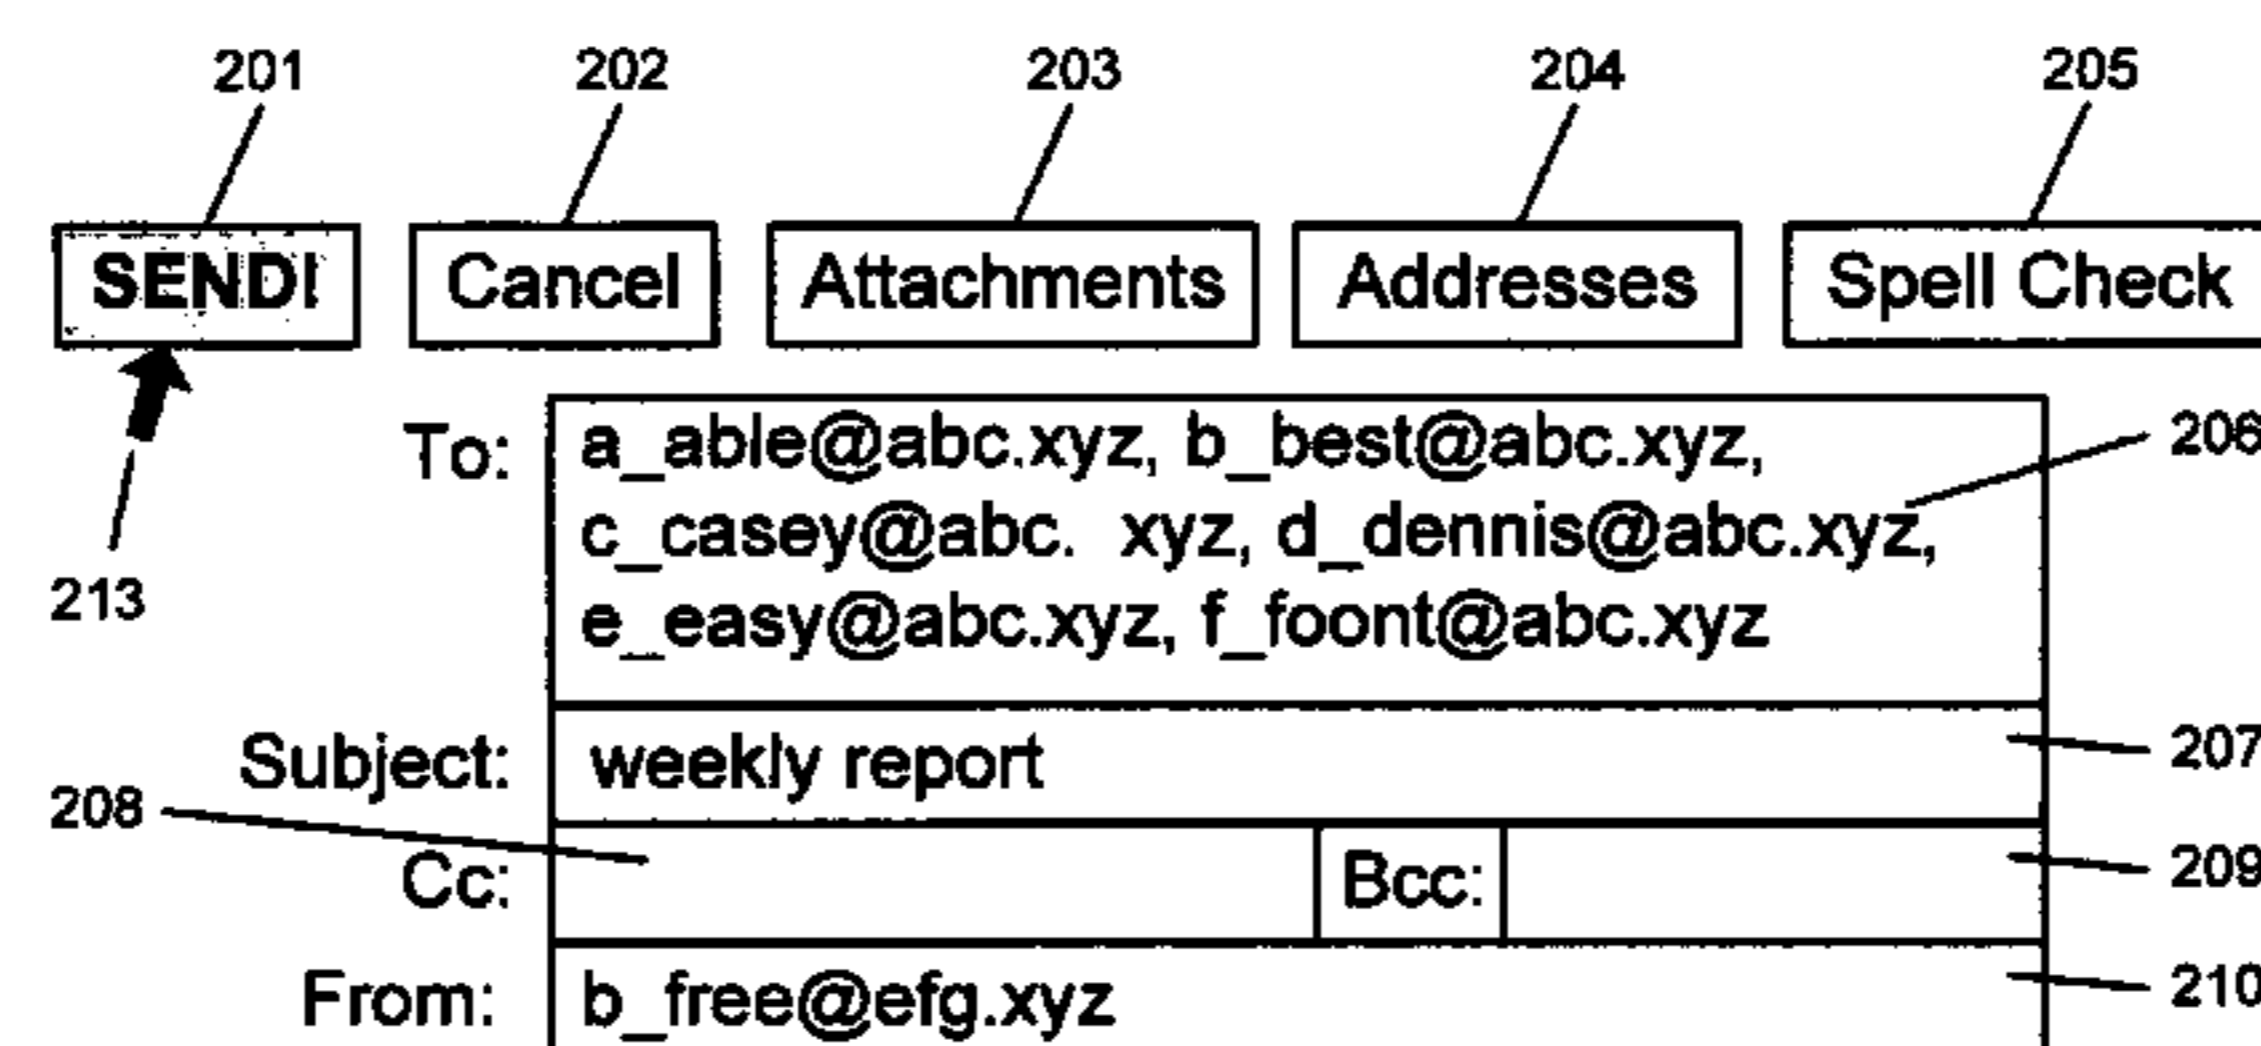 201 202 203 204 205
SEND! Cancel Attachments Addresses Spell Check
To: a_able@abc.xyz, b_best@abc.xyz, 206
c_casey@abc. xyz, d_dennis@abc.xyz,
213 e_easy@abc.xyz, f_foont@abc.xyz
Subject: weekly report 207
208
Cc: Bcc: 209
From: b_free@efg.xyz 210